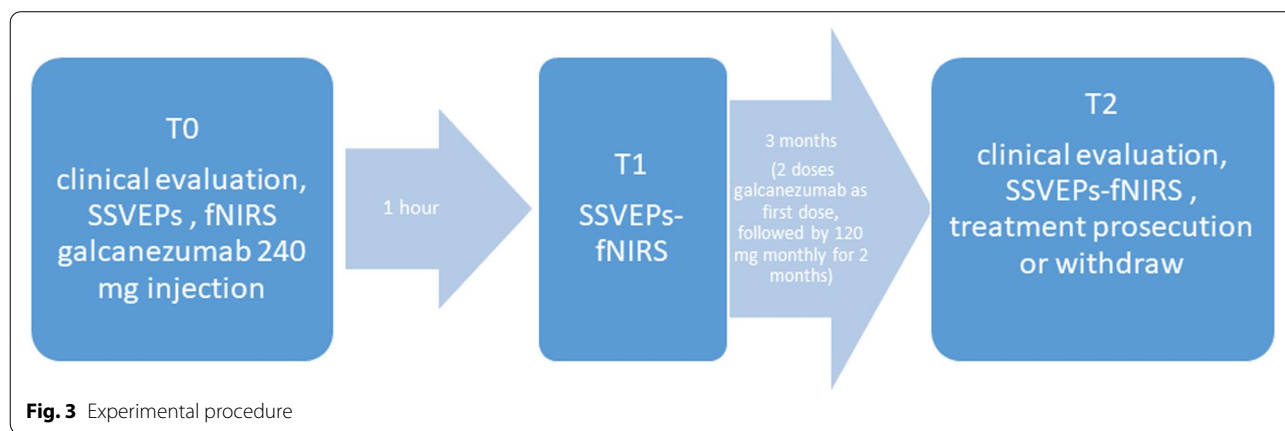 T0
clinical evaluation,
SSVEPs , fNIRS
galcanezumab 240
mg injection
1 hour
T1
SSVEPs-
fNIRS
3 months
(2 doses
galcanezumab as
first dose,
followed by 120
mg monthly for 2
months)
T2
clinical evaluation,
SSVEPs-fNIRS ,
treatment prosecution
or withdraw
Fig. 3 Experimental procedure